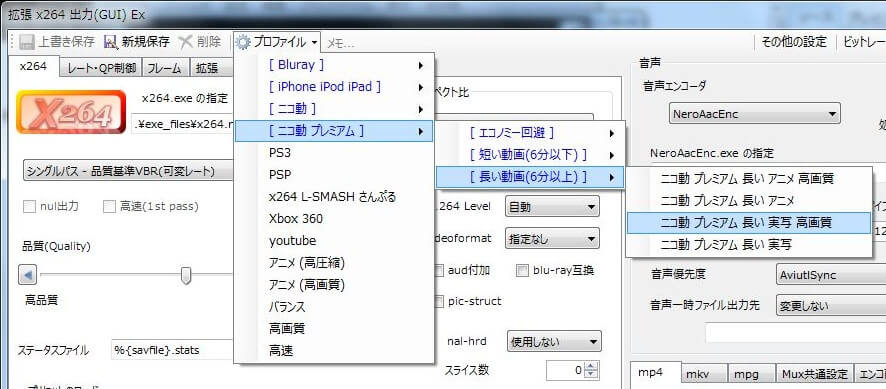 拡張 x264 出力(GUI) Ex
上書き保存 新規保存 削除 プロファイル メモ... その他の設定 ビットレー
x264 レート・QP制御 フレーム 拡張
x264.exe の指定
X264
.¥exe_files¥x264.
シングルパス - 品質基準VBR(可変レート)
nul出力 高速(1st pass)
品質(Quality)
高品質
ステータスファイル %{savfile}.stats
[ Bluray ]
[ iPhone iPod iPad ]
[ ニコ動 ]
[ ニコ動 プレミアム ]
PS3
PSP
x264 L-SMASH さんぷる
Xbox 360
youtube
アニメ (高圧縮)
アニメ (高画質)
バランス
高画質
高速
ペクト比
[ エコノミー回避 ]
[ 短い動画(6分以下) ]
[ 長い動画(6分以上) ]
ニコ動 プレミアム 長い アニメ 高画質
ニコ動 プレミアム 長い アニメ
ニコ動 プレミアム 長い 実写 高画質
ニコ動 プレミアム 長い 実写
.264 Level 自動
videoformat 指定なし
aud付加 blu-ray互換
pic-struct
nal-hrd 使用しない
スライス数 0
音声
音声エンコーダ
NeroAacEnc
NeroAacEnc.exe の指定
音声優先度 AviutlSync
音声一時ファイル出力先 変更しない
mp4 mkv mpg Mux共通設定 エンコ